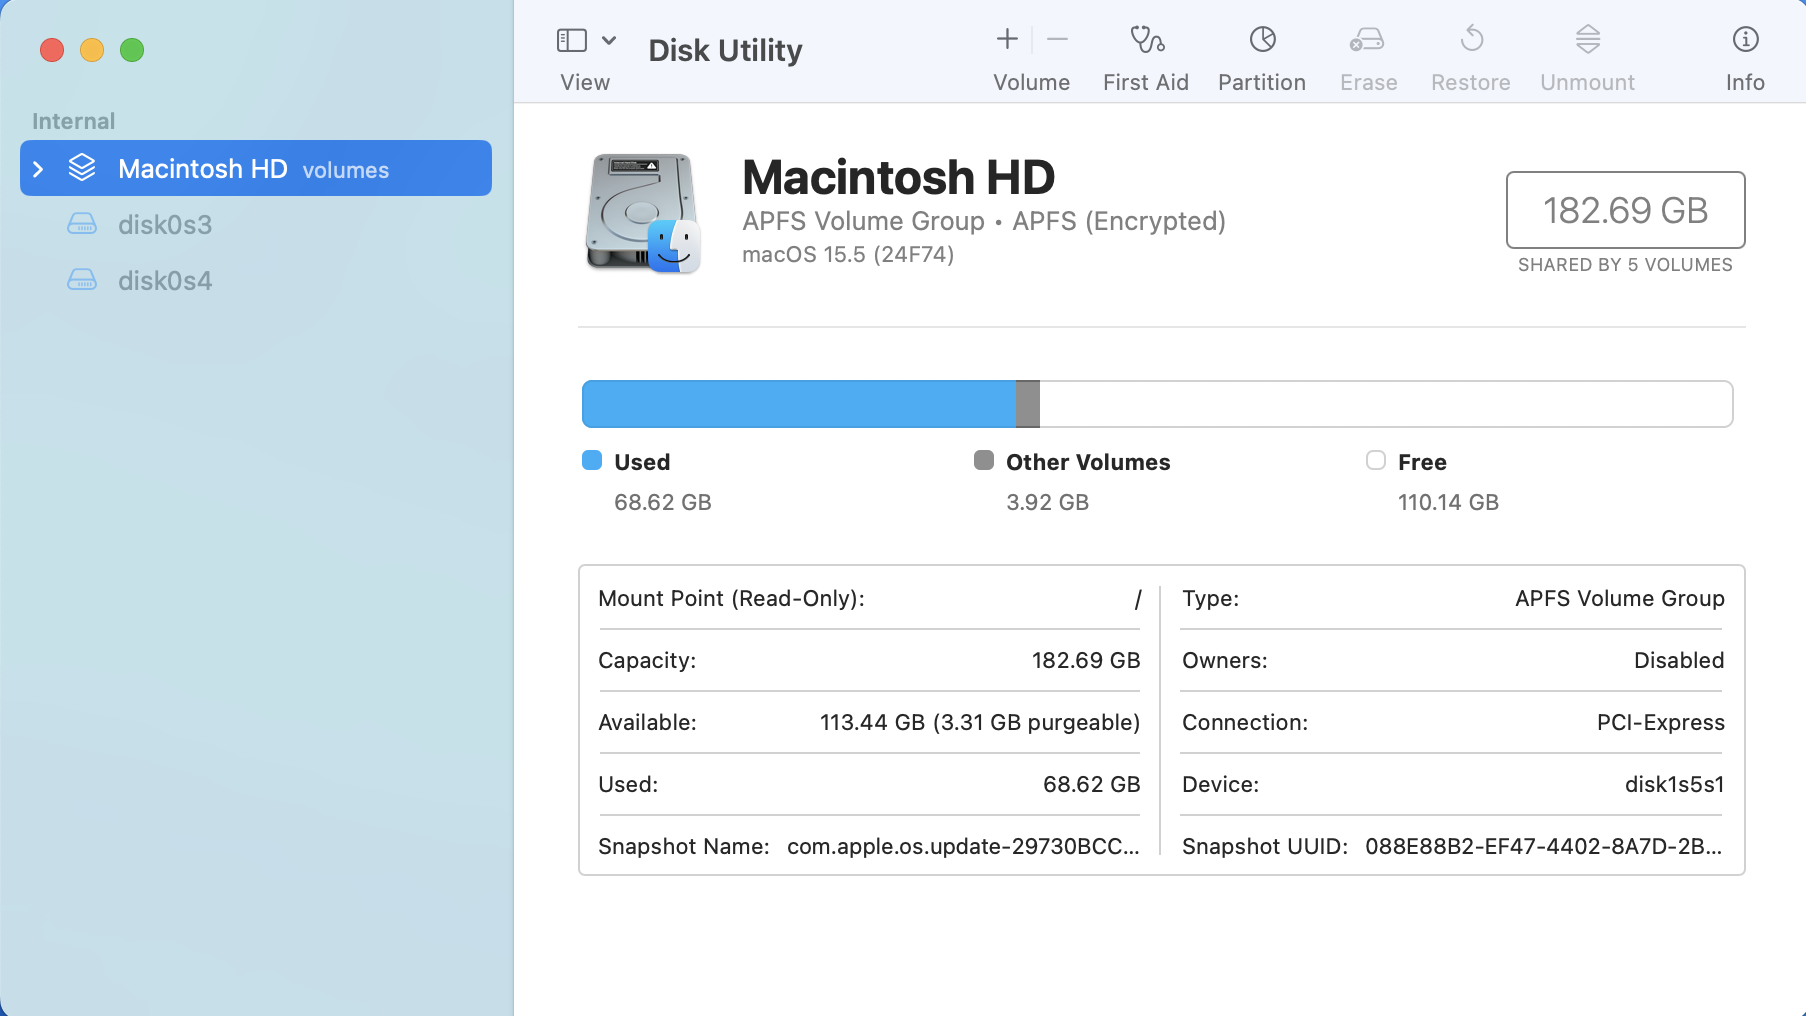 Internal
Macintosh HD volumes
disk0s3
disk0s4
View
Disk Utility
Volume
First Aid
Partition
Erase
Restore
Unmount
Info
Macintosh HD
APFS Volume Group • APFS (Encrypted)
macOS 15.5 (24F74)
182.69 GB
SHARED BY 5 VOLUMES
Used
68.62 GB
Other Volumes
3.92 GB
Free
110.14 GB
Mount Point (Read-Only): /
Capacity: 182.69 GB
Available: 113.44 GB (3.31 GB purgeable)
Used: 68.62 GB
Snapshot Name: com.apple.os.update-29730BCC...
Type: APFS Volume Group
Owners: Disabled
Connection: PCI-Express
Device: disk1s5s1
Snapshot UUID: 088E88B2-EF47-4402-8A7D-2B...